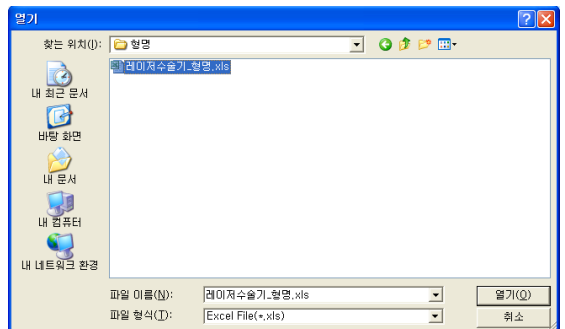 열기
찾는 위치(I):
형명
레이저수술기_형명.xls
내 최근 문서
바탕 화면
내 문서
내 컴퓨터
내 네트워크 환경
파일 이름(N):
레이저수술기_형명.xls
열기(O)
파일 형식(T):
Excel File(*.xls)
취소